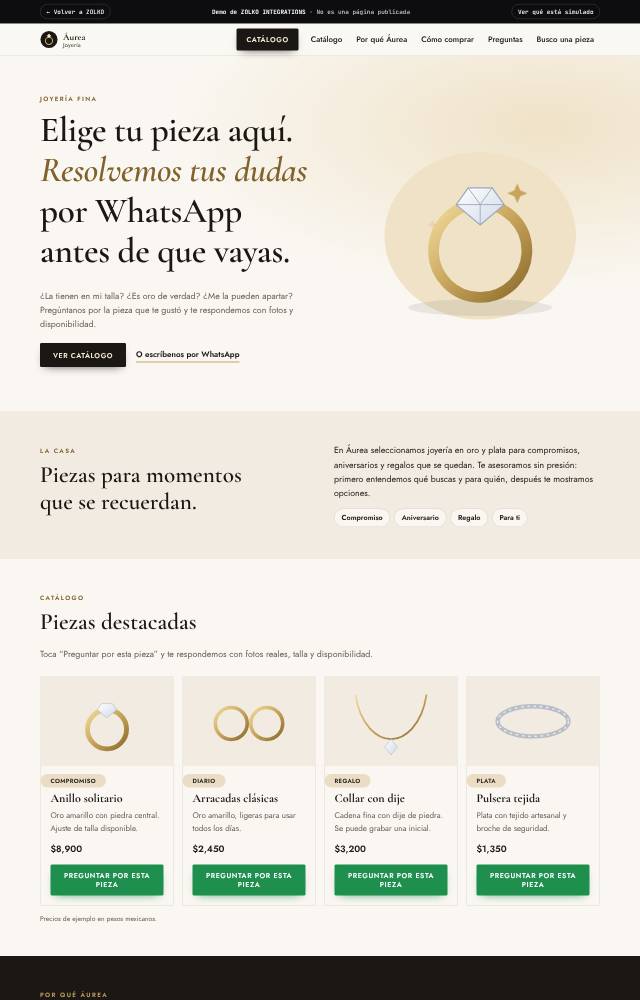 ← Volver a ZOLKO
Demo de ZOLKO INTEGRATIONS · No es una página publicada
Ver qué está simulado
Áurea
Joyería
CATÁLOGO
Catálogo
Por qué Áurea
Cómo comprar
Preguntas
Busco una pieza
JOYERÍA FINA
Elige tu pieza aquí.
Resolvemos tus dudas
por WhatsApp
antes de que vayas.
¿La tienen en mi talla? ¿Es oro de verdad? ¿Me la pueden apartar?
Pregúntanos por la pieza que te gustó y te respondemos con fotos y
disponibilidad.
VER CATÁLOGO
O escríbenos por WhatsApp
LA CASA
Piezas para momentos
que se recuerdan.
En Áurea seleccionamos joyería en oro y plata para compromisos,
aniversarios y regalos que se quedan. Te asesoramos sin presión:
primero entendemos qué buscas y para quién, después te mostramos
opciones.
Compromiso
Aniversario
Regalo
Para ti
CATÁLOGO
Piezas destacadas
Toca “Preguntar por esta pieza” y te respondemos con fotos reales, talla y disponibilidad.
COMPROMISO
Anillo solitario
Oro amarillo con piedra central.
Ajuste de talla disponible.
$8,900
PREGUNTAR POR ESTA
PIEZA
DIARIO
Arracadas clásicas
Oro amarillo, ligeras para usar
todos los días.
$2,450
PREGUNTAR POR ESTA
PIEZA
REGALO
Collar con dije
Cadena fina con dije de piedra.
Se puede grabar una inicial.
$3,200
PREGUNTAR POR ESTA
PIEZA
PLATA
Pulsera tejida
Plata con tejido artesanal y
broche de seguridad.
$1,350
PREGUNTAR POR ESTA
PIEZA
Precios de ejemplo en pesos mexicanos.
POR QUÉ ÁUREA